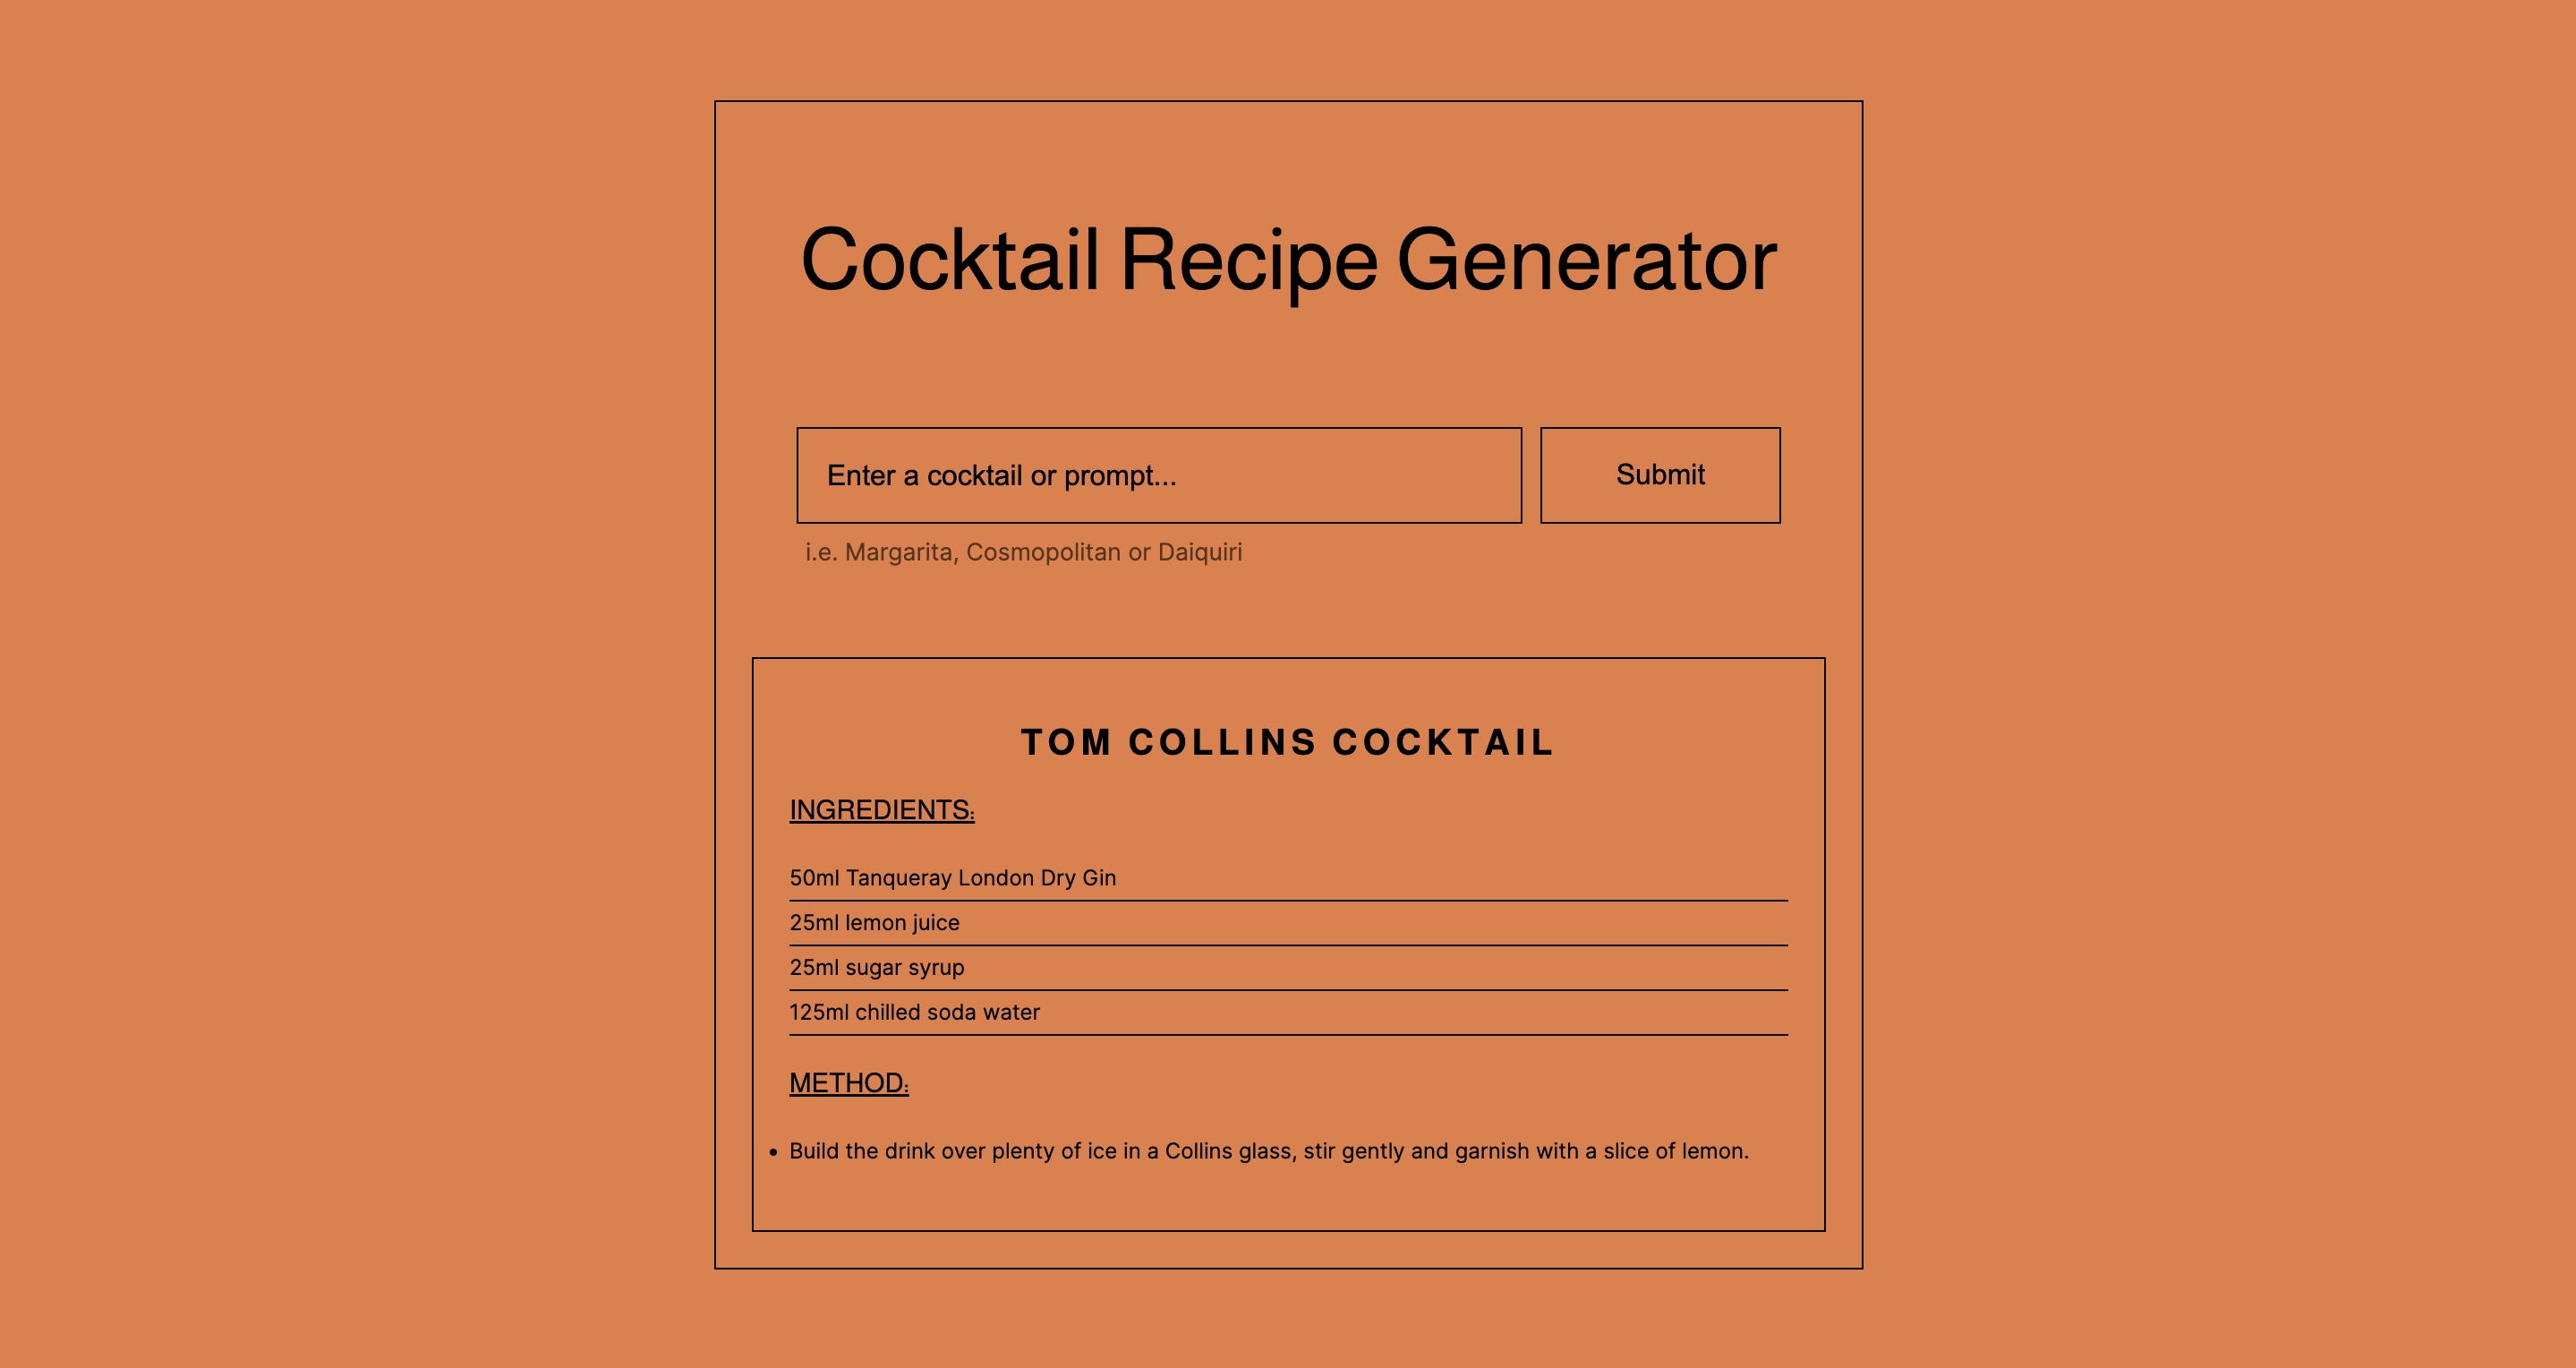 Cocktail Recipe Generator
Enter a cocktail or prompt...
Submit
i.e. Margarita, Cosmopolitan or Daiquiri
TOM COLLINS COCKTAIL
INGREDIENTS:
50ml Tanqueray London Dry Gin
25ml lemon juice
25ml sugar syrup
125ml chilled soda water
METHOD:
• Build the drink over plenty of ice in a Collins glass, stir gently and garnish with a slice of lemon.